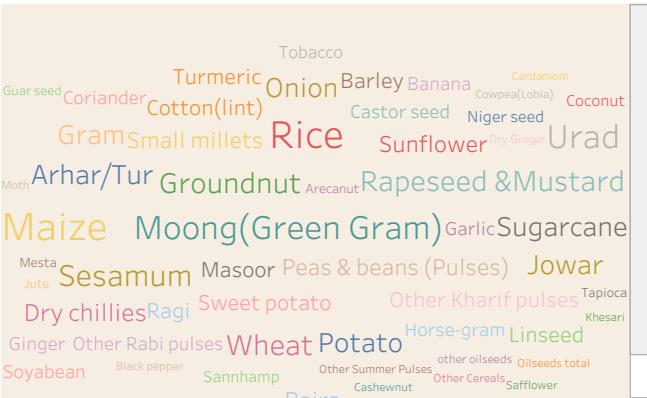 Tobacco
Turmeric
Barley
Banana
Cardamom
Guar seed
Coriander
Onion
Cowpea(Lobia)
Coconut
Cotton(lint)
Castor seed
Niger seed
Gram
Small millets
Rice
Sunflower
Dry Ginger
Urad
Moth
Arhar/Tur
Groundnut
Arecanut
Rapeseed &Mustard
Maize
Moong(Green Gram)
Garlic
Sugarcane
Mesta
Jute
Sesamum
Masoor
Peas & beans (Pulses)
Jowar
Dry chillies
Ragi
Sweet potato
Other Kharif pulses
Tapioca
Khesari
Ginger
Other Rabi pulses
Wheat
Potato
Horse-gram
Linseed
Soyabean
Black pepper
Sannhamp
Other Summer Pulses
other oilseeds
Oilseeds total
Cashewnut
Other Cereals
Safflower